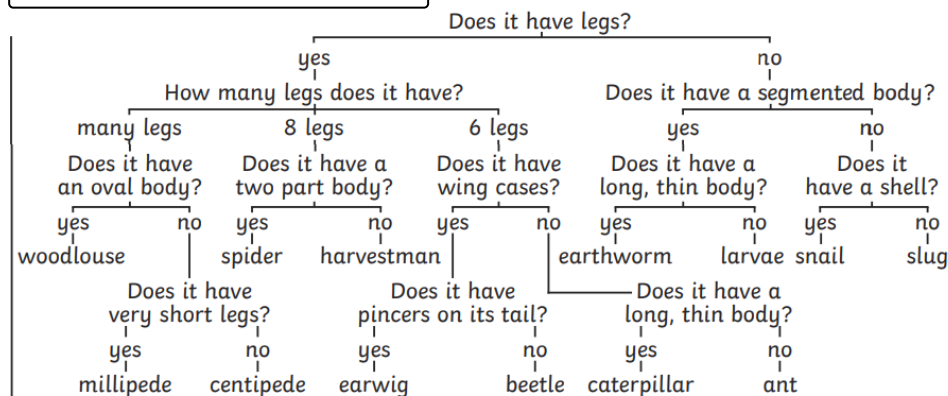 Does it have legs?
yes no
How many legs does it have? Does it have a segmented body?
many legs 8 legs 6 legs yes no
Does it have Does it have a Does it have Does it have a Does it
an oval body? two part body? wing cases? long, thin body? have a shell?
yes no yes no yes no yes no yes no
woodlouse spider harvestman earthworm larvae snail slug
Does it have Does it have Does it have a
very short legs? pincers on its tail? long, thin body?
yes no yes no yes no
millipede centipede earwig beetle caterpillar ant